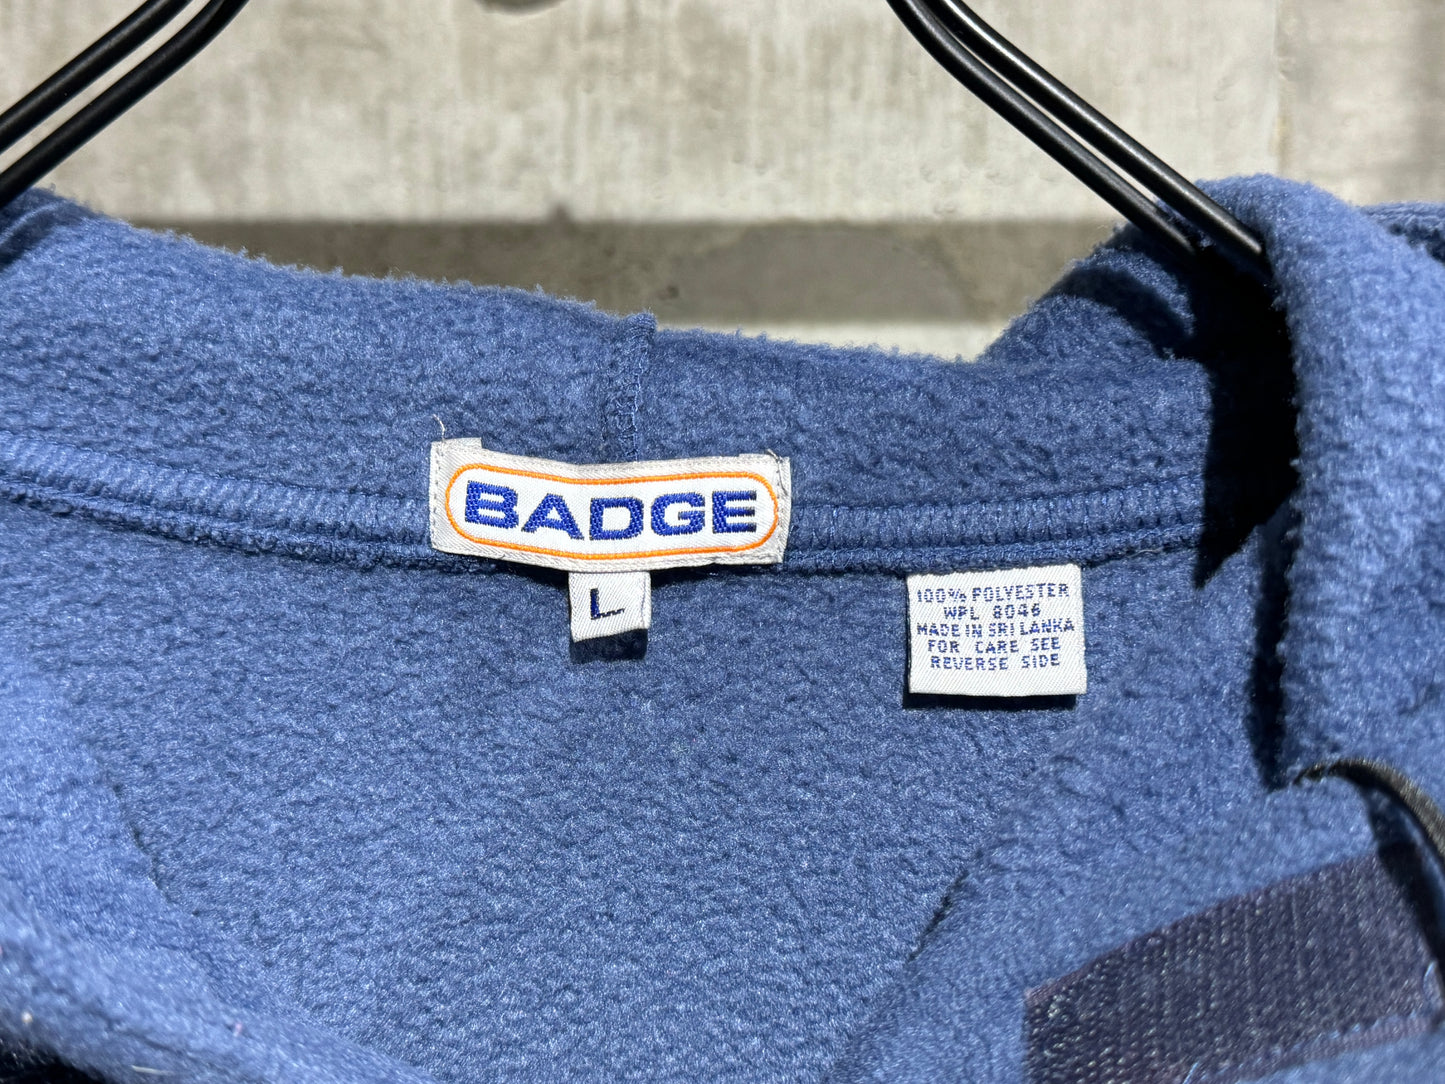 BADGE
L
100% POLYESTER
WPL 8046
MADE IN SRI LANKA
FOR CARE SEE
REVERSE SIDE